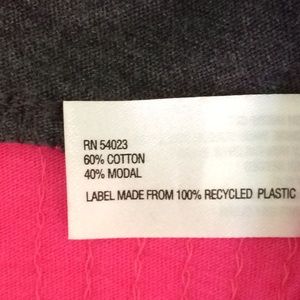 RN 54023
60% COTTON
40% MODAL
LABEL MADE FROM 100% RECYCLED PLASTIC